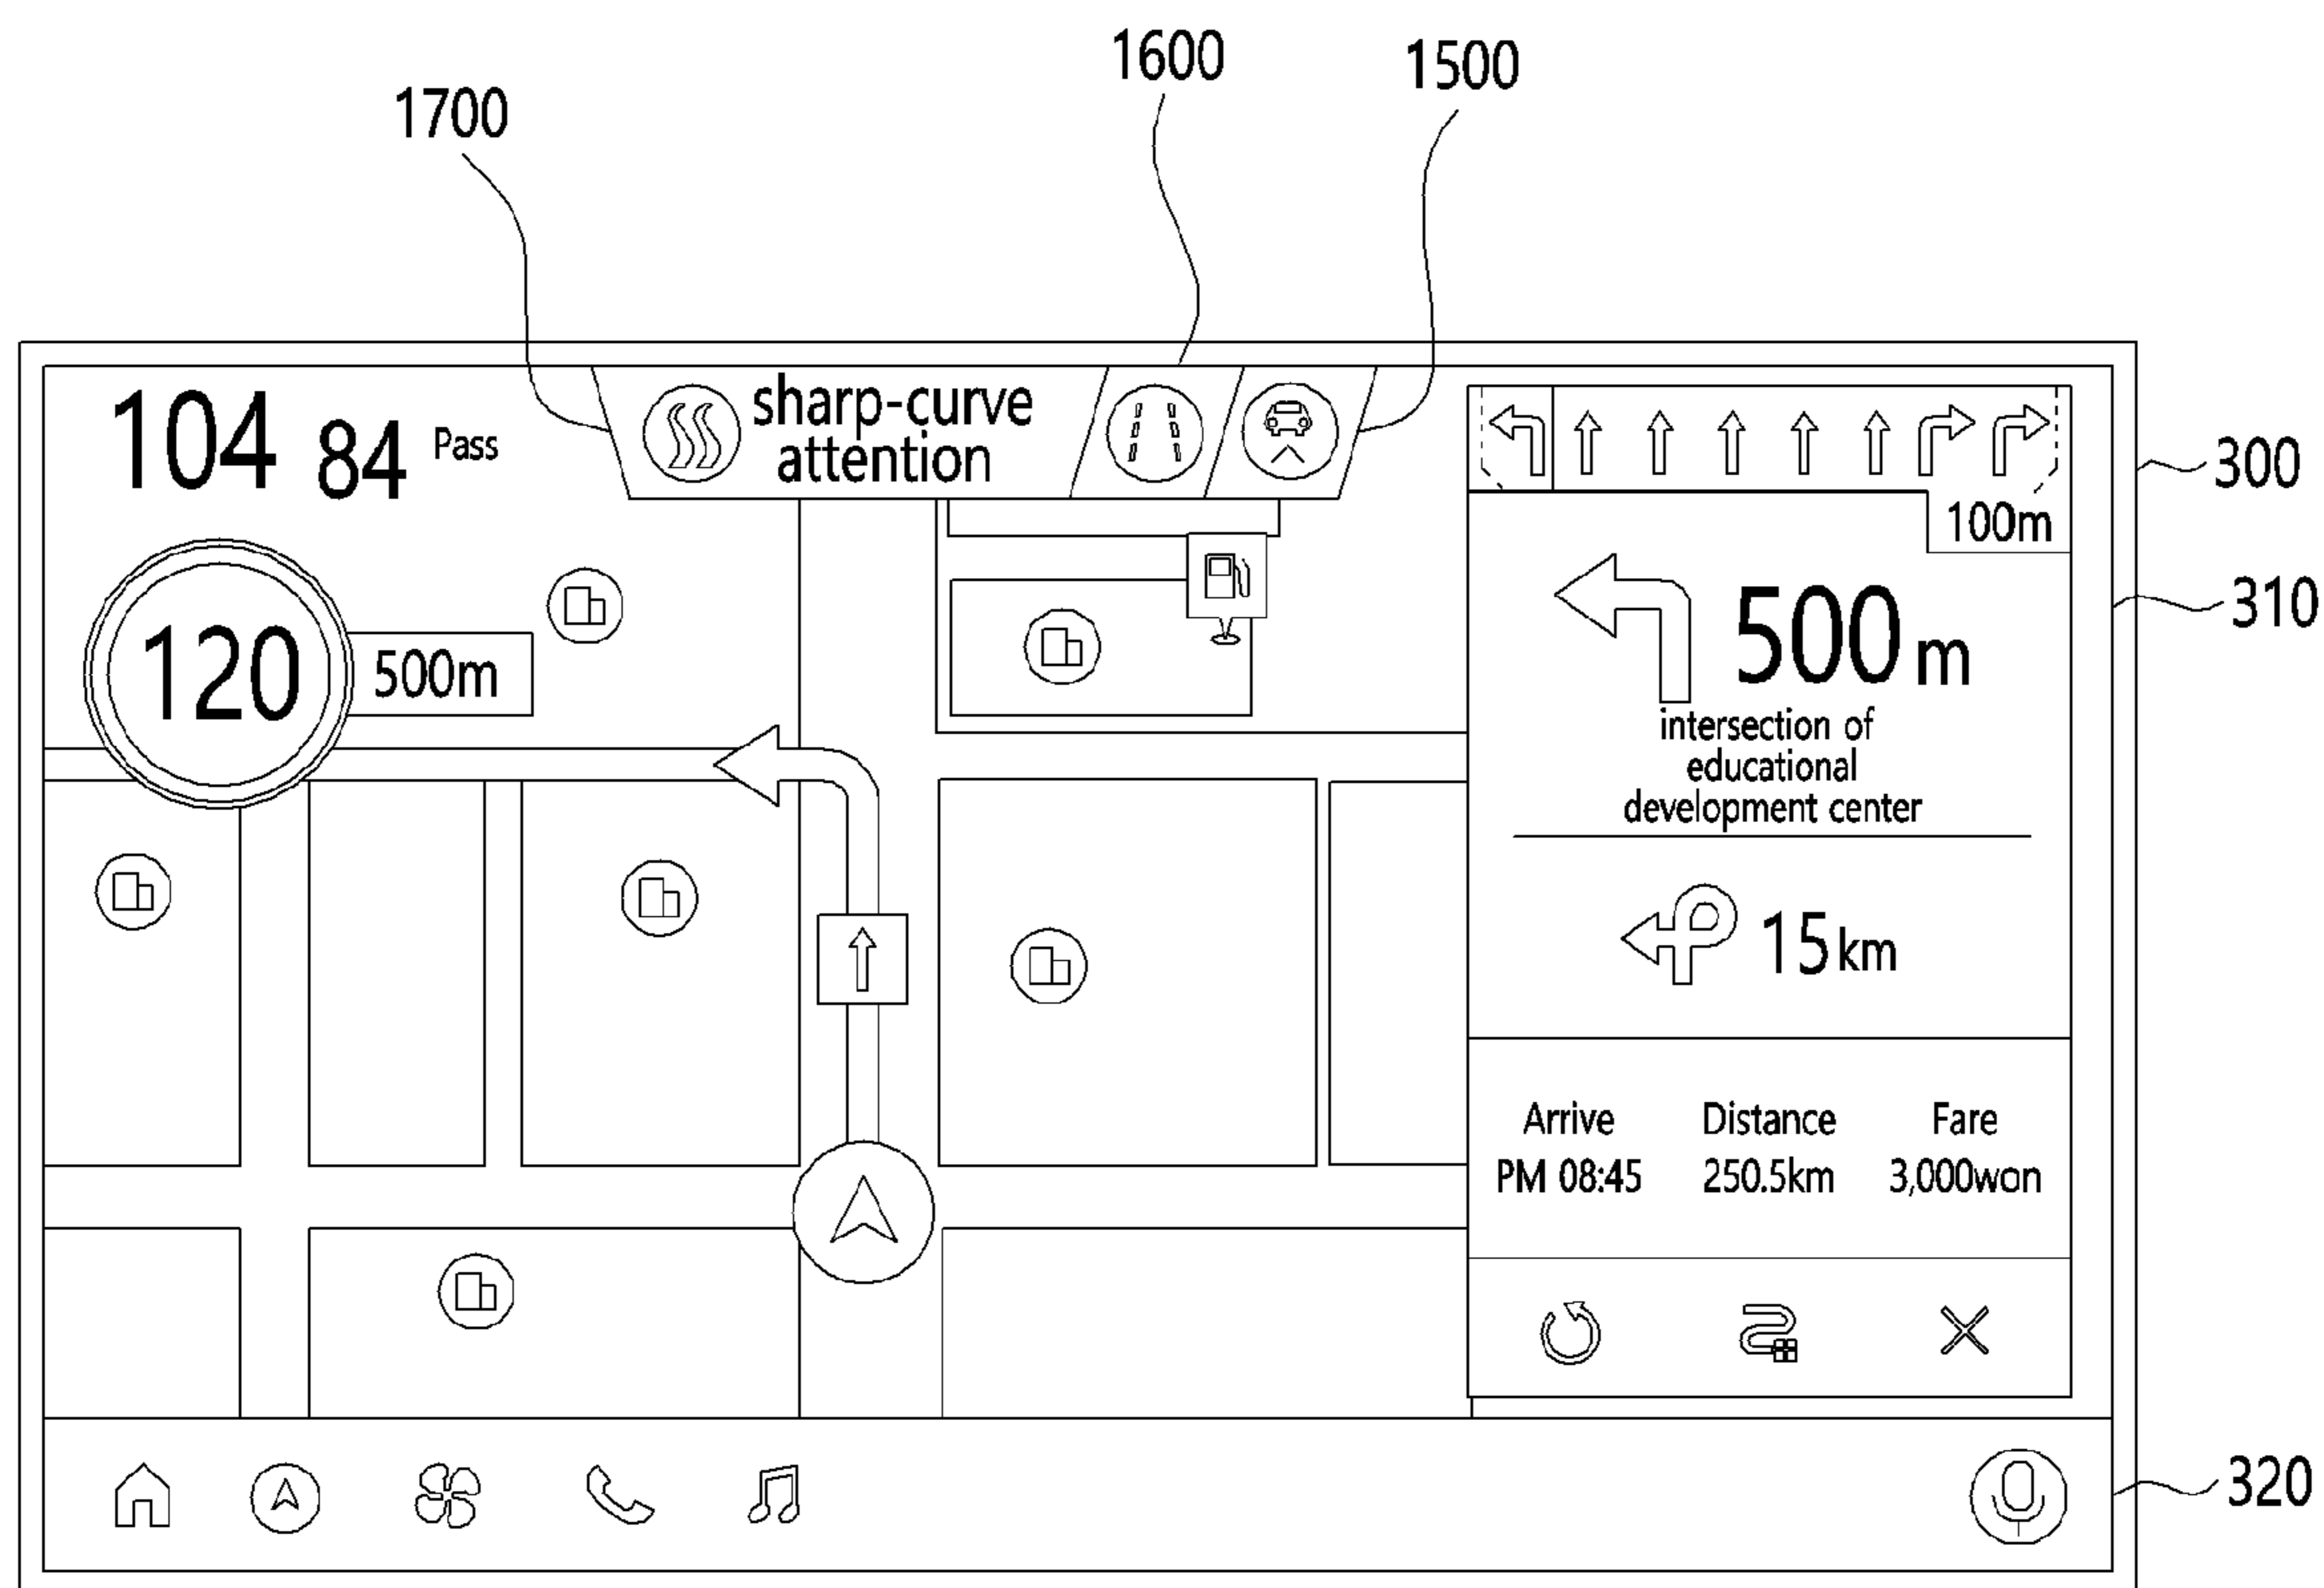 1600
1500
1700
104 84 Pass
sharp-curve
attention
300
100m
120
500m
310
500 m
intersection of
educational
development center
15km
Arrive
Distance
Fare
PM 08:45
250.5km
3,000won
320